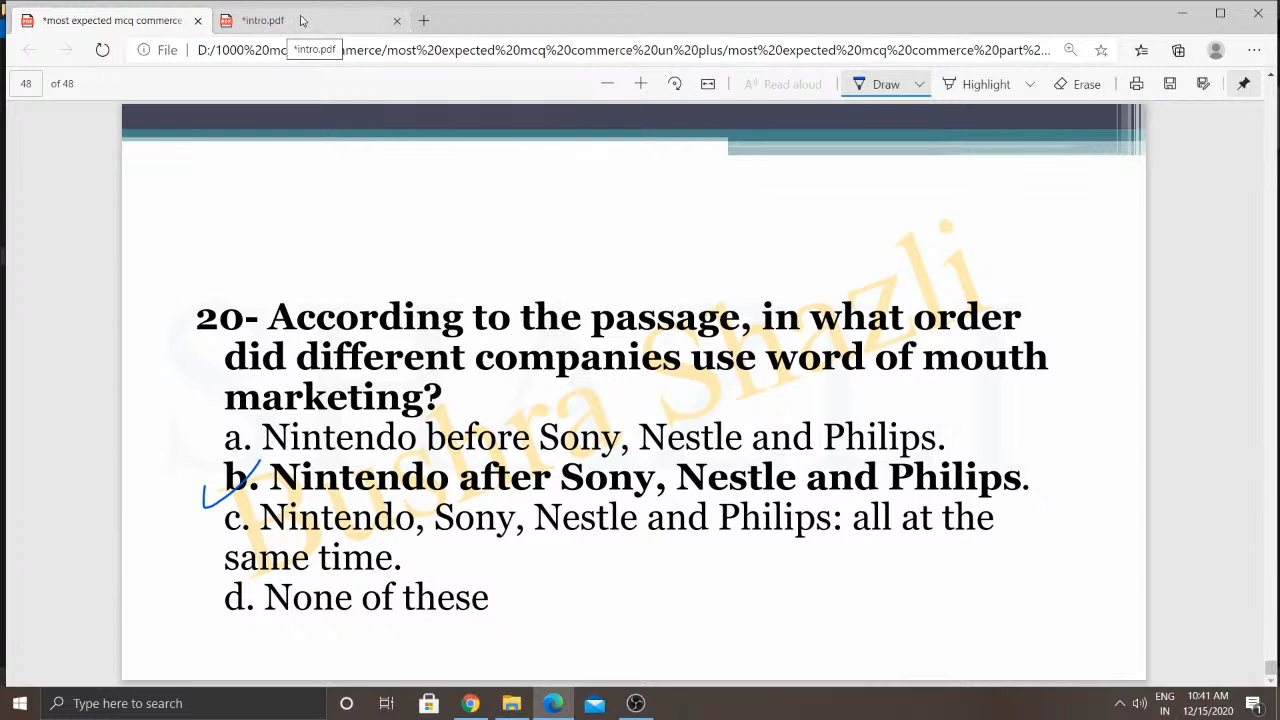 *most expected mcq commerce
*intro.pdf
File
D:/1000%20mc
mmerce/most%20expected%20mcq%20commerce%20un%20plus/most%20expected%20mcq%20commerce%20part%2...
*intro.pdf
48 of 48
Read aloud
Draw
Highlight
Erase
Bushra Shazli
20- According to the passage, in what order
did different companies use word of mouth
marketing?
a. Nintendo before Sony, Nestle and Philips.
b. Nintendo after Sony, Nestle and Philips.
c. Nintendo, Sony, Nestle and Philips: all at the
same time.
d. None of these
Type here to search
ENG
IN
10:41 AM
12/15/2020
1